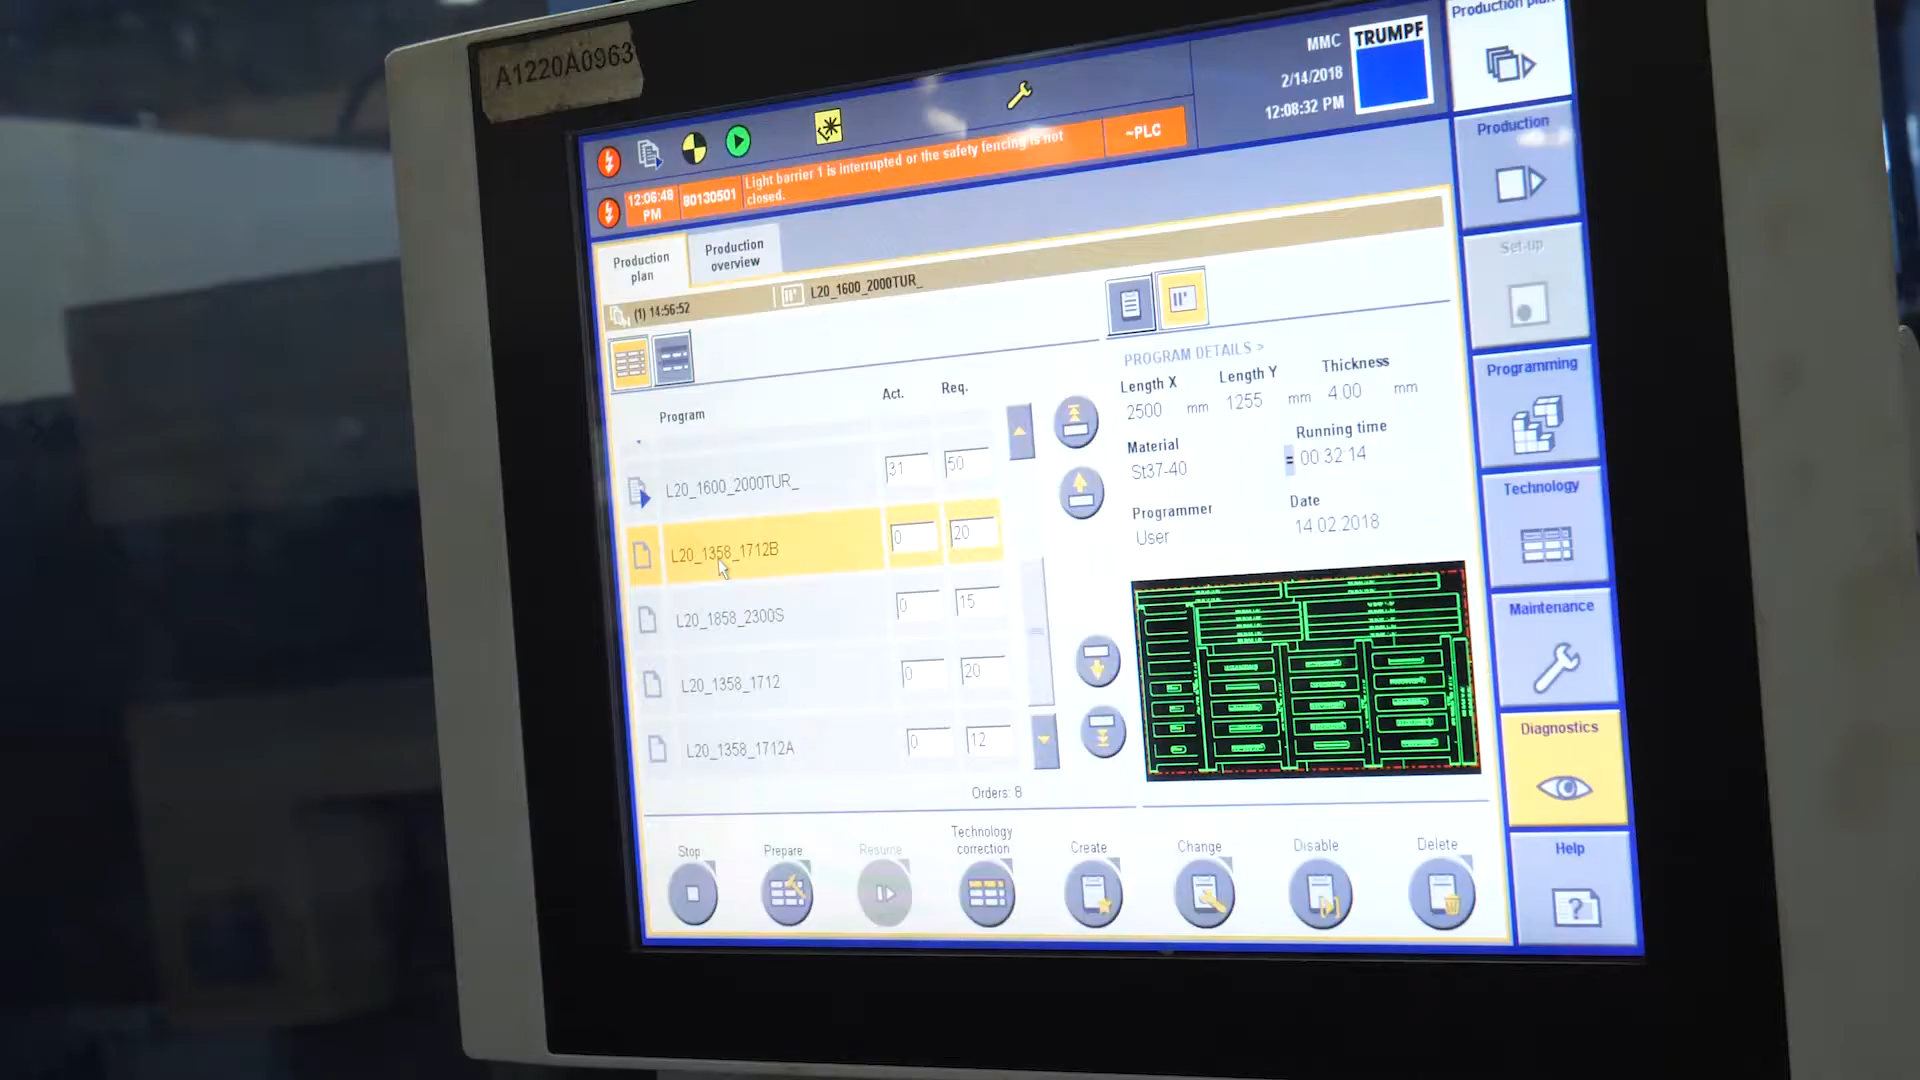 A1220A0963
MMC
2/14/2018
12:08:32 PM
TRUMPF
12:06:48 PM
80130501
Light barrier 1 is interrupted or the safety fencing is not closed.
~PLC
Production plan
Production overview
(1) 14:56:52
L20_1600_2000TUR_
Program
Act.
Req.
L20_1600_2000TUR_ 31 50
L20_1358_1712B 0 20
L20_1858_2300S 0 15
L20_1358_1712 0 20
L20_1358_1712A 0 12
Orders: 8
PROGRAM DETAILS >
Length X
2500 mm
Length Y
1255 mm
Thickness
4.00 mm
Material
St37-40
Running time
= 00:32:14
Programmer
User
Date
14.02.2018
Stop
Prepare
Resume
Technology correction
Create
Change
Disable
Delete
Production plan
Production
Set-up
Programming
Technology
Maintenance
Diagnostics
Help